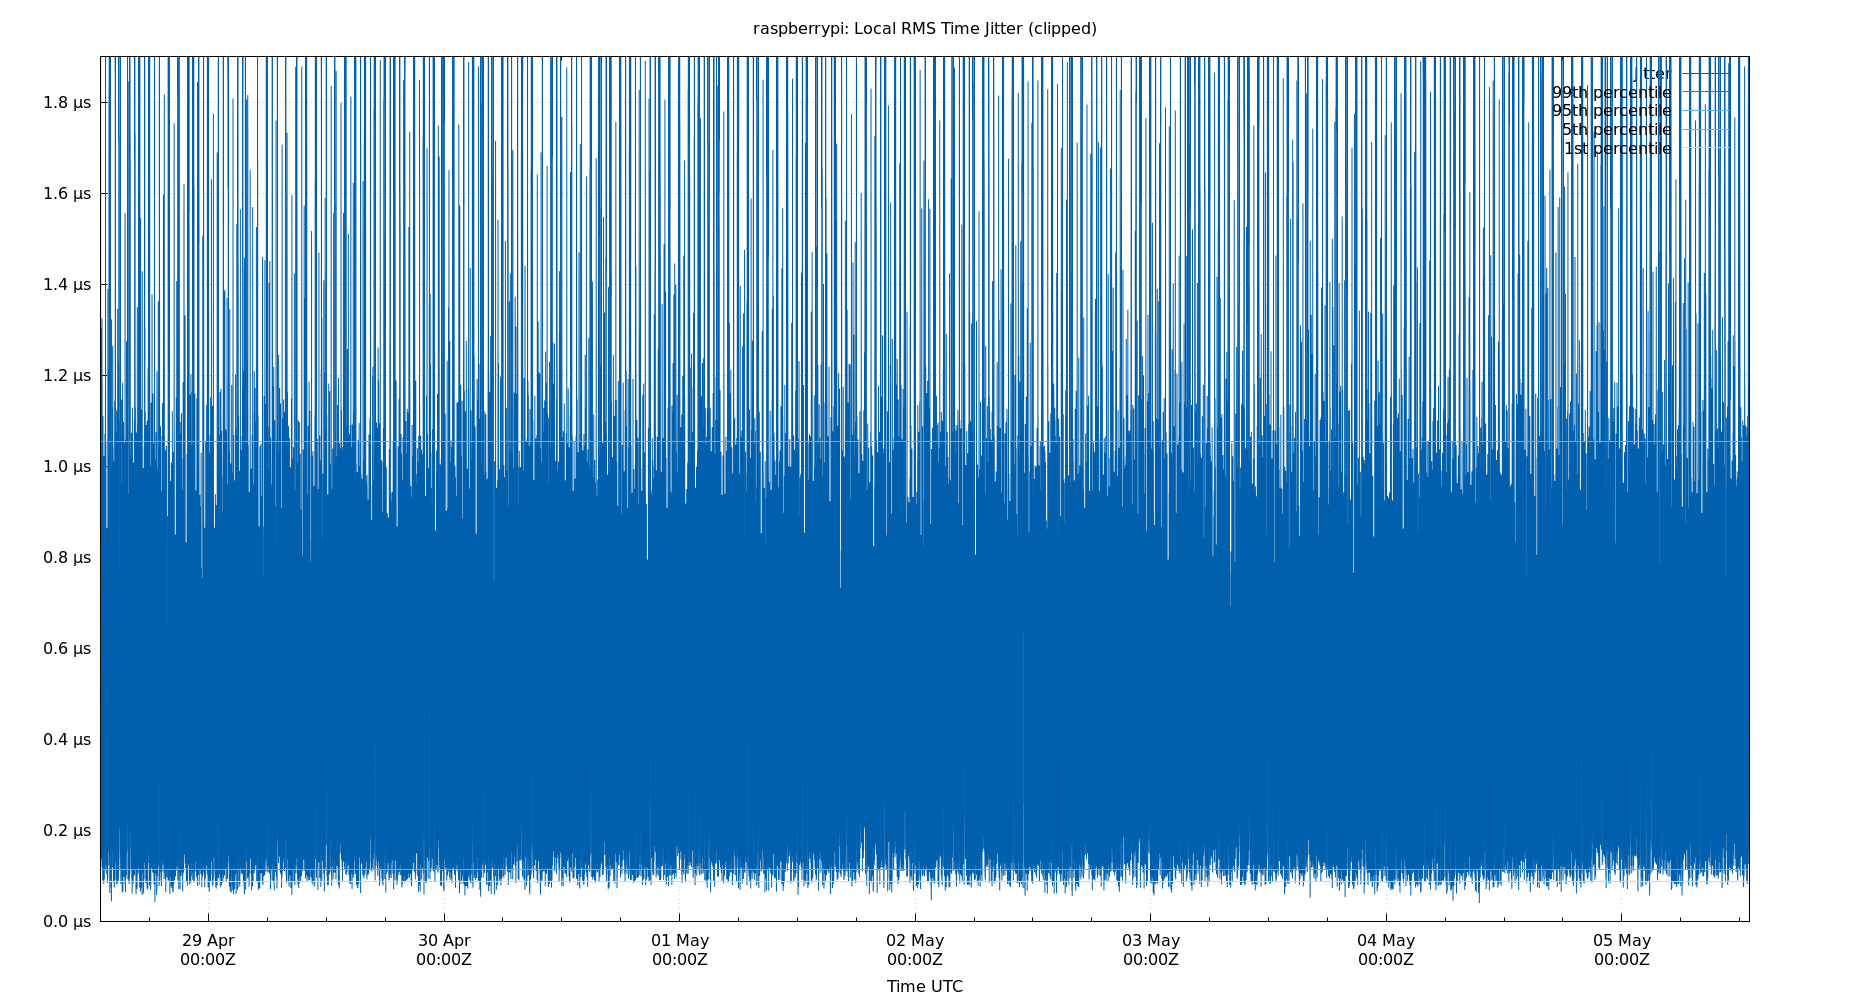 raspberrypi: Local RMS Time Jitter (clipped)
Jitter
99th percentile
95th percentile
5th percentile
1st percentile
1.8 µs
1.6 µs
1.4 µs
1.2 µs
1.0 µs
0.8 µs
0.6 µs
0.4 µs
0.2 µs
0.0 µs
29 Apr 30 Apr 01 May 02 May 03 May 04 May 05 May
00:00Z 00:00Z 00:00Z 00:00Z 00:00Z 00:00Z 00:00Z
Time UTC